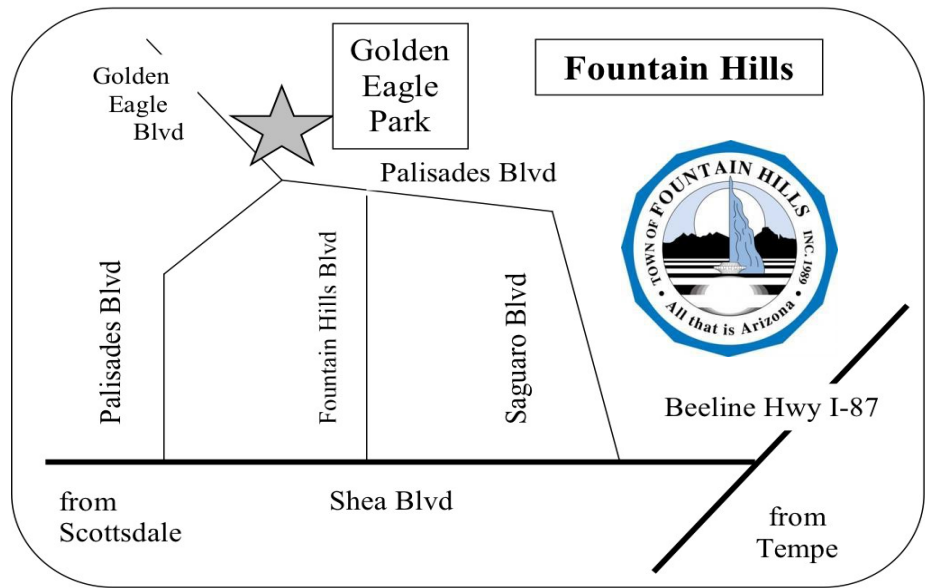 Golden
Eagle
Park
Fountain Hills
Golden
Eagle
Blvd
Palisades Blvd
TOWN OF FOUNTAIN HILLS INC. 1989
• All that is Arizona •
Palisades Blvd
Fountain Hills Blvd
Saguaro Blvd
Beeline Hwy I-87
from
Scottsdale
Shea Blvd
from
Tempe